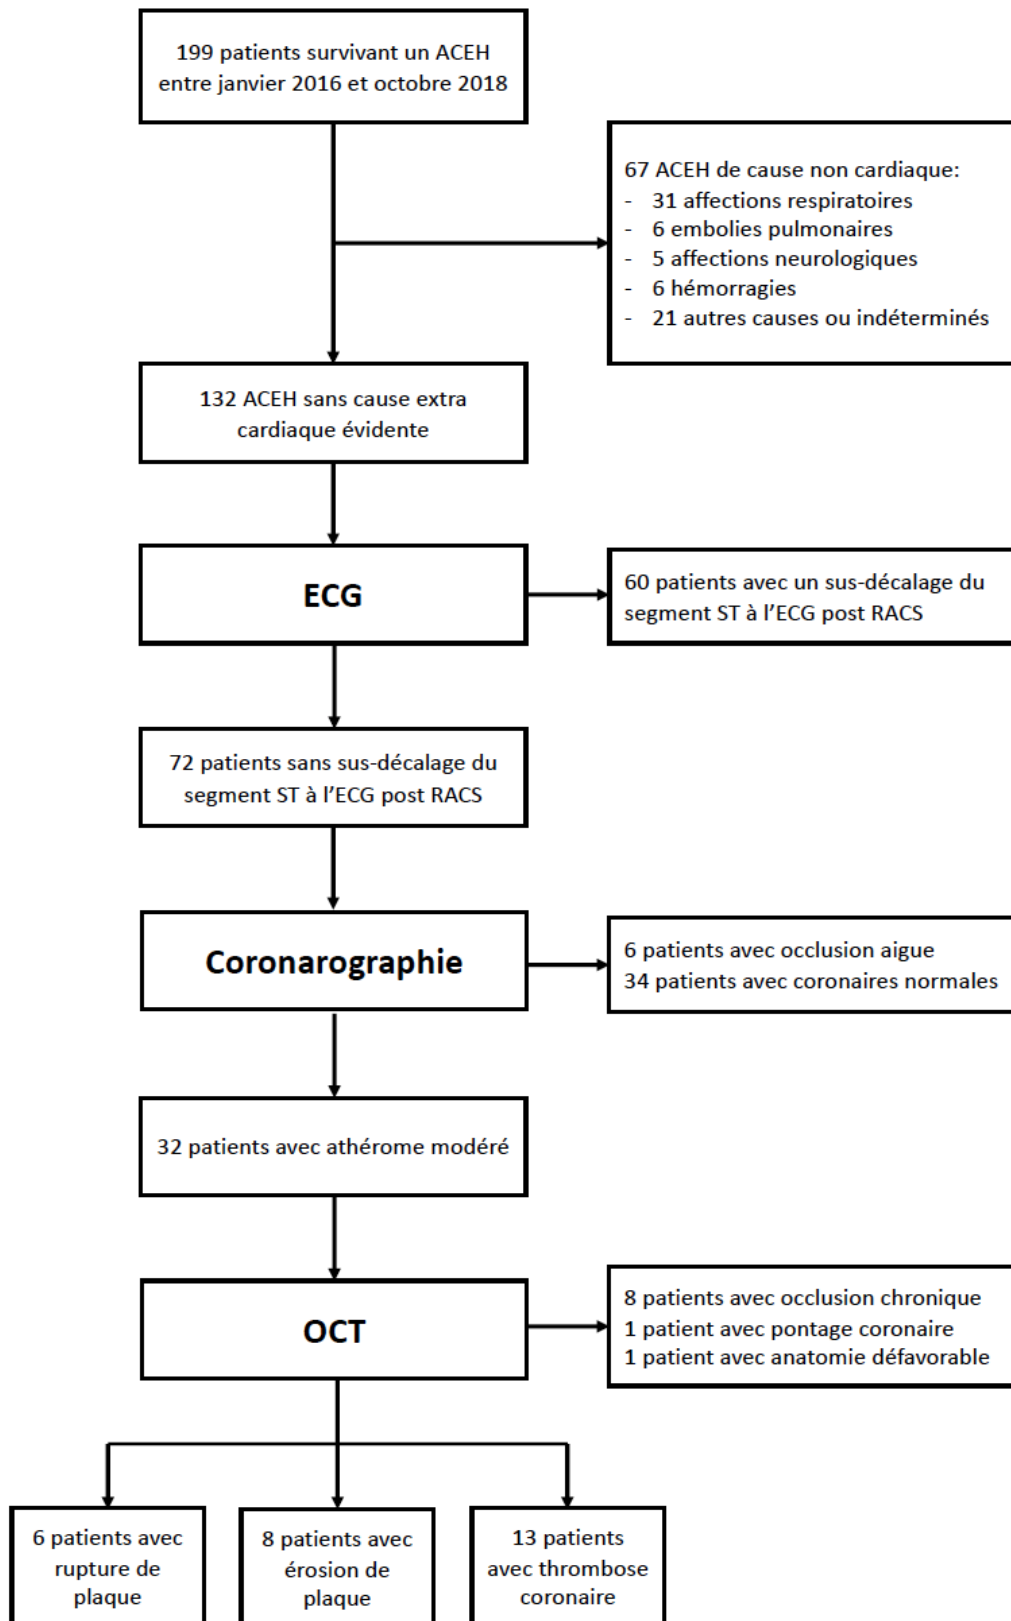 199 patients survivant un ACEH
entre janvier 2016 et octobre 2018
67 ACEH de cause non cardiaque:
- 31 affections respiratoires
- 6 embolies pulmonaires
- 5 affections neurologiques
- 6 hémorragies
- 21 autres causes ou indéterminés
132 ACEH sans cause extra
cardiaque évidente
ECG
60 patients avec un sus-décalage du
segment ST à l’ECG post RACS
72 patients sans sus-décalage du
segment ST à l’ECG post RACS
Coronarographie
6 patients avec occlusion aigue
34 patients avec coronaires normales
32 patients avec athérome modéré
OCT
8 patients avec occlusion chronique
1 patient avec pontage coronaire
1 patient avec anatomie défavorable
6 patients avec
rupture de
plaque
8 patients avec
érosion de
plaque
13 patients
avec thrombose
coronaire